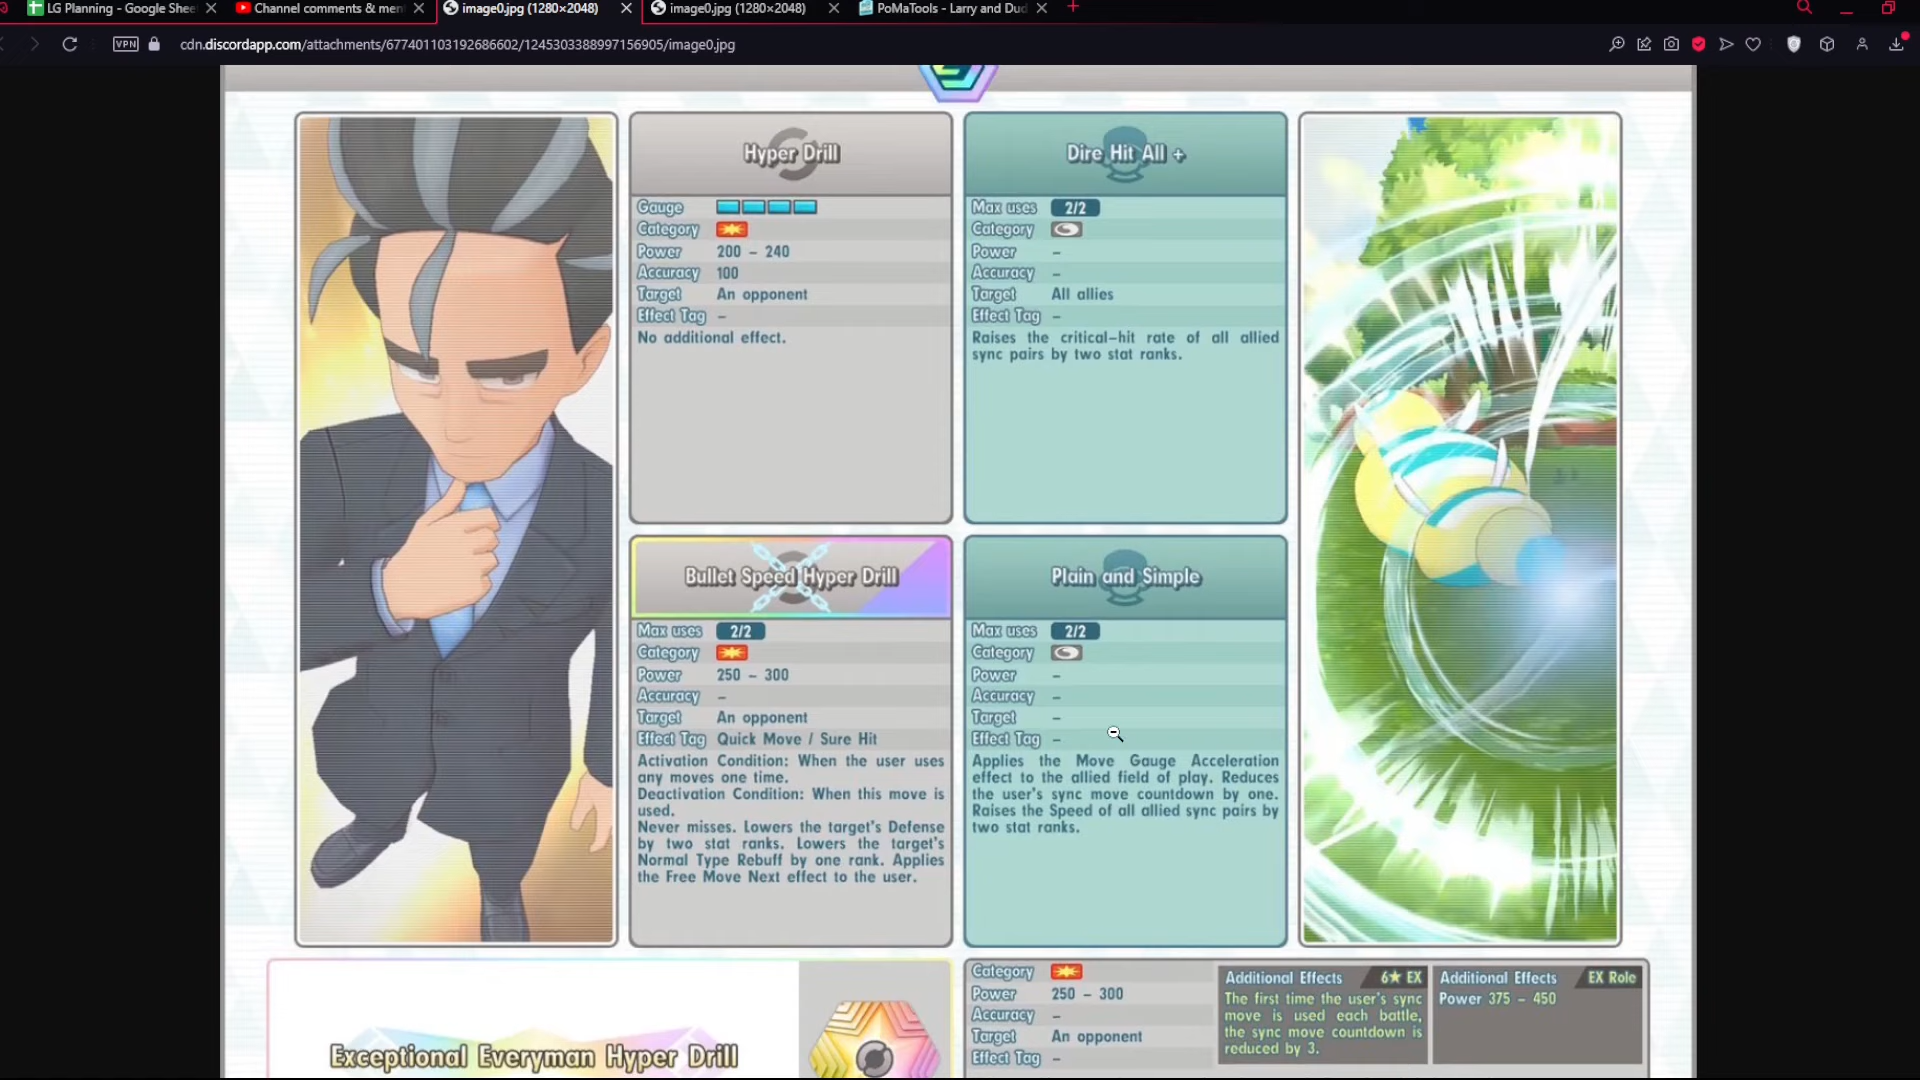 LG Planning - Google Shee
Channel comments & men
image0.jpg (1280×2048)
image0.jpg (1280×2048)
PoMaTools - Larry and Dud
VPN
cdn.discordapp.com/attachments/677401103192686602/1245303388997156905/image0.jpg
Hyper Drill
Gauge
Category
Power 200 – 240
Accuracy 100
Target An opponent
Effect Tag –
No additional effect.
Dire Hit All +
Max uses 2/2
Category
Power –
Accuracy –
Target All allies
Effect Tag –
Raises the critical-hit rate of all allied
sync pairs by two stat ranks.
Bullet Speed Hyper Drill
Max uses 2/2
Category
Power 250 – 300
Accuracy –
Target An opponent
Effect Tag Quick Move / Sure Hit
Activation Condition: When the user uses
any moves one time.
Deactivation Condition: When this move is
used.
Never misses. Lowers the target's Defense
by two stat ranks. Lowers the target's
Normal Type Rebuff by one rank. Applies
the Free Move Next effect to the user.
Plain and Simple
Max uses 2/2
Category
Power –
Accuracy –
Target –
Effect Tag –
Applies the Move Gauge Acceleration
effect to the allied field of play. Reduces
the user's sync move countdown by one.
Raises the Speed of all allied sync pairs by
two stat ranks.
Exceptional Everyman Hyper Drill
Category
Power 250 – 300
Accuracy –
Target An opponent
Effect Tag –
Additional Effects 6★ EX
The first time the user's sync
move is used each battle,
the sync move countdown is
reduced by 3.
Additional Effects EX Role
Power 375 – 450